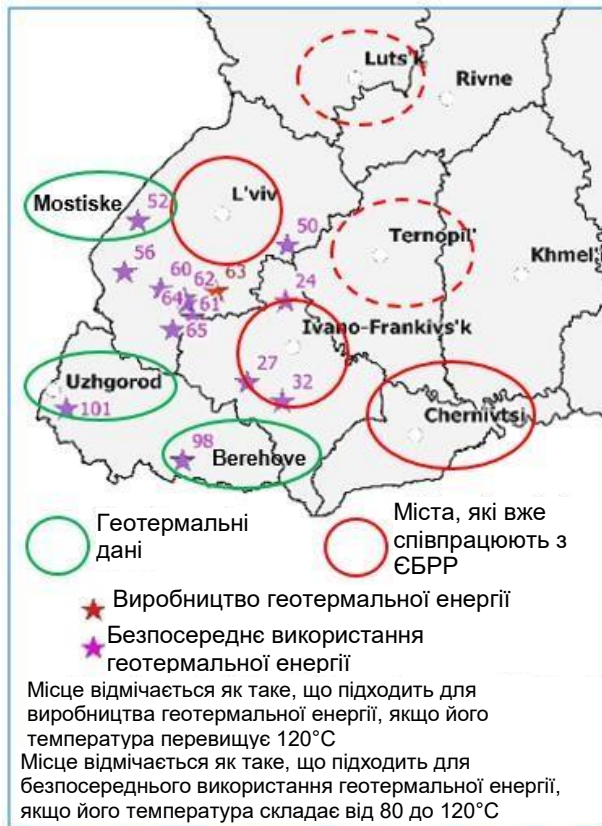 Luts'k
Rivne
Mostiske
52
L'viv
50
Ternopil'
Khmel'
56
60
62
63
24
64
61
Ivano-Frankivs'k
65
27
32
Uzhgorod
101
Chernivtsi
98
Berehove
Геотермальні
дані
Міста, які вже
співпрацюють з
ЄБРР
Виробництво геотермальної енергії
Безпосереднє використання
геотермальної енергії
Місце відмічається як таке, що підходить для
виробництва геотермальної енергії, якщо його
температура перевищує 120°C
Місце відмічається як таке, що підходить для
безпосереднього використання геотермальної енергії,
якщо його температура складає від 80 до 120°C